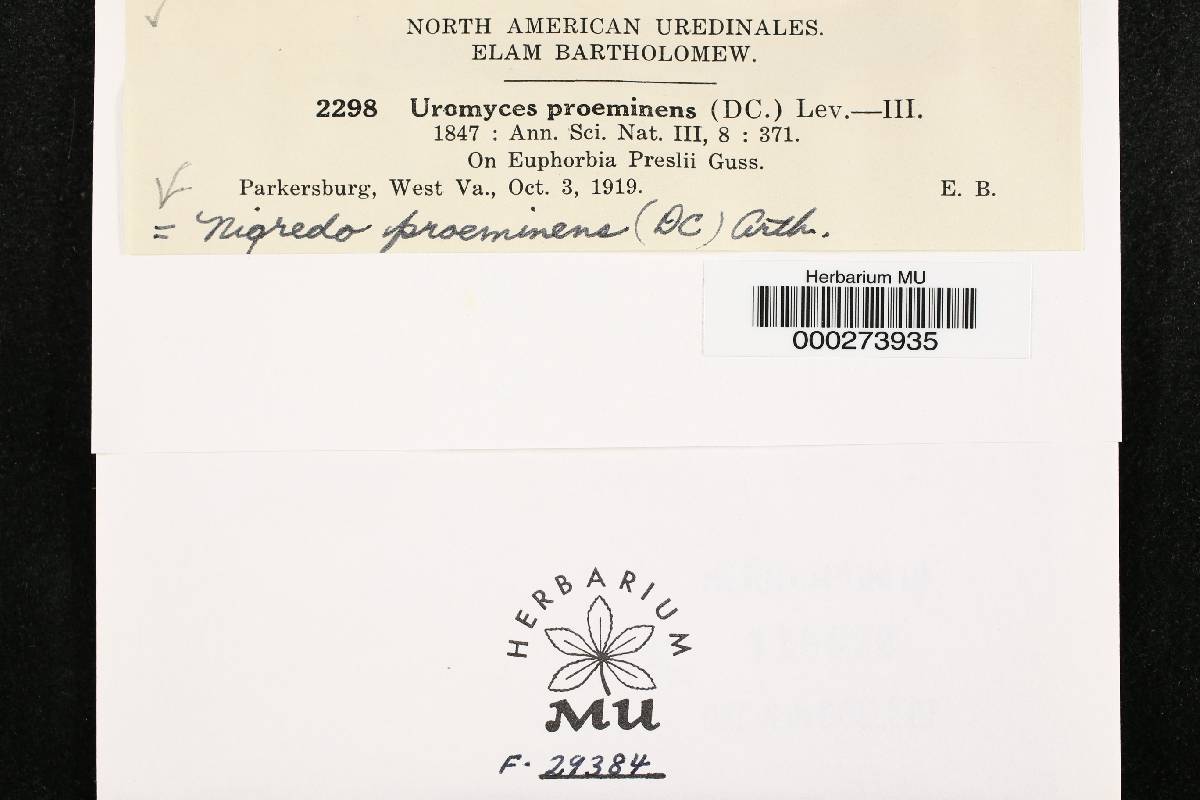 NORTH AMERICAN UREDINALES.
ELAM BARTHOLOMEW.
2298 Uromyces proeminens (DC.) Lev.—III.
1847 : Ann. Sci. Nat. III, 8 : 371.
On Euphorbia Preslii Guss.
Parkersburg, West Va., Oct. 3, 1919. E. B.
= Nigredo proeminens (DC) Arth.
Herbarium MU
000273935
HERBARIUM
MU
F. 29384